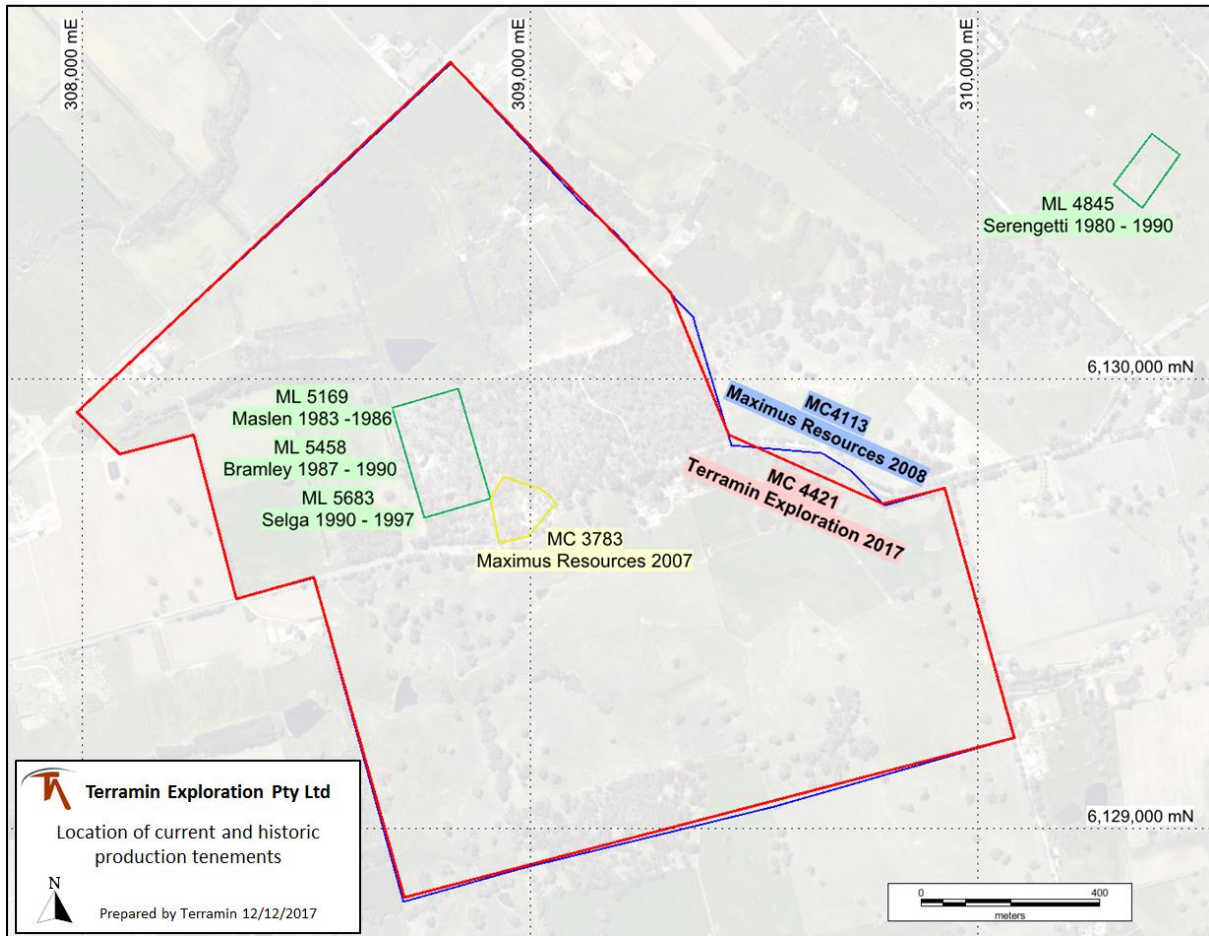 308,000 mE
309,000 mE
310,000 mE
ML 4845
Serengetti 1980 - 1990
6,130,000 mN
ML 5169
Maslen 1983 -1986
ML 5458
Bramley 1987 - 1990
ML 5683
Selga 1990 - 1997
MC4113
Maximus Resources 2008
MC 4421
Terramin Exploration 2017
MC 3783
Maximus Resources 2007
6,129,000 mN
Terramin Exploration Pty Ltd
Location of current and historic
production tenements
N
Prepared by Terramin 12/12/2017
0 400
meters